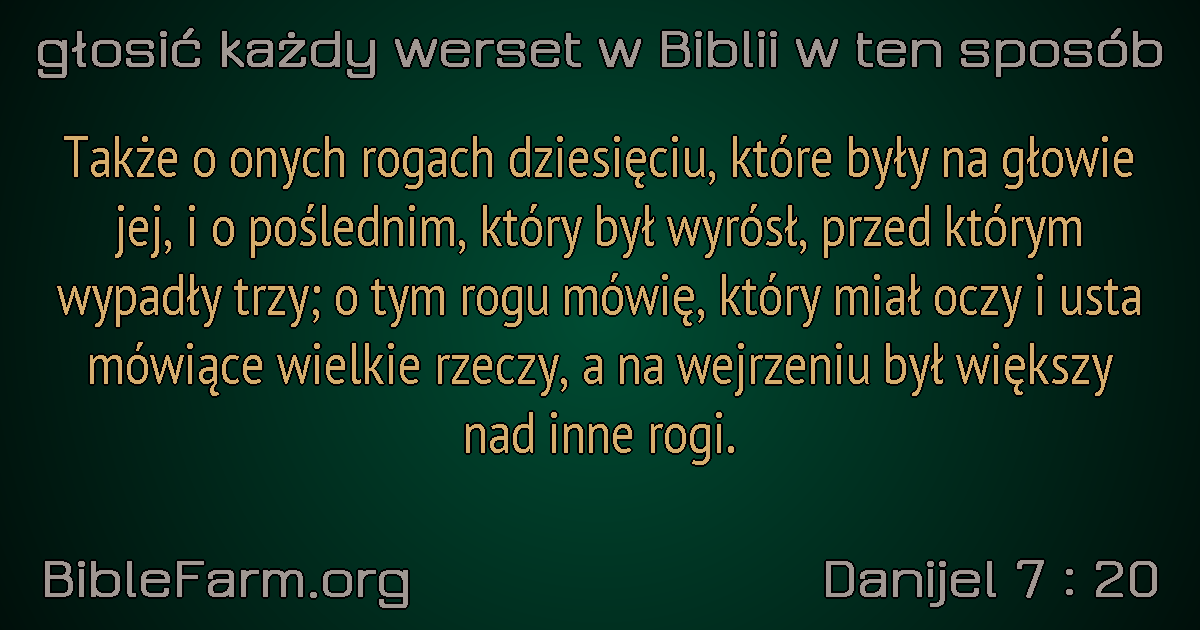 głosić każdy werset w Biblii w ten sposób
Także o onych rogach dziesięciu, które były na głowie
jej, i o poślednim, który był wyrósł, przed którym
wypadły trzy; o tym rogu mówię, który miał oczy i usta
mówiące wielkie rzeczy, a na wejrzeniu był większy
nad inne rogi.
BibleFarm.org
Danijel 7 : 20